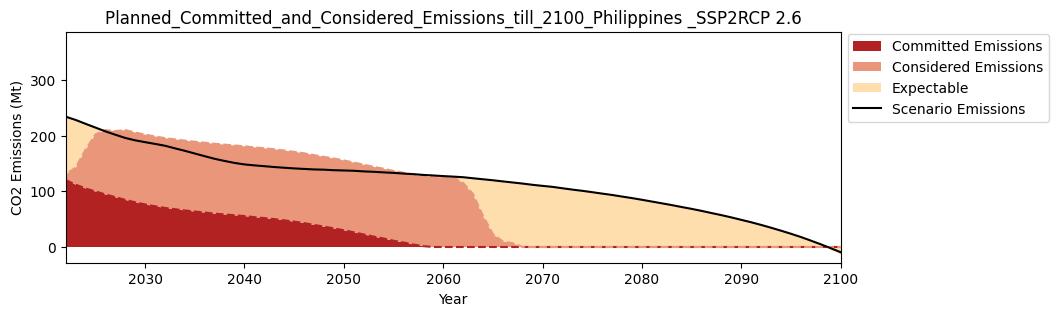 Planned_Committed_and_Considered_Emissions_till_2100_Philippines _SSP2RCP 2.6
Committed Emissions
Considered Emissions
Expectable
Scenario Emissions
CO2 Emissions (Mt)
300
200
100
0
2030
2040
2050
2060
2070
2080
2090
2100
Year